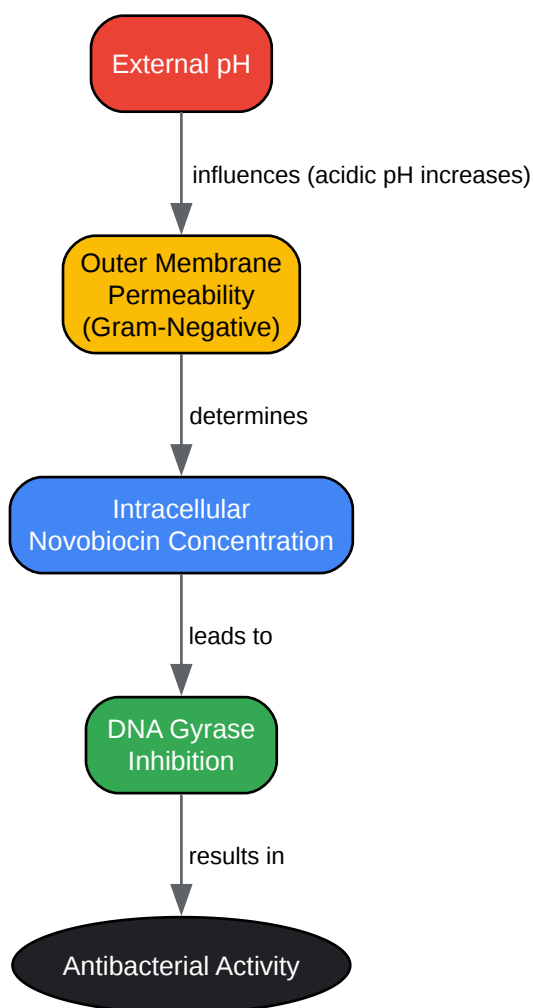 External pH
influences (acidic pH increases)
Outer Membrane
Permeability
(Gram-Negative)
determines
Intracellular
Novobiocin Concentration
leads to
DNA Gyrase
Inhibition
results in
Antibacterial Activity